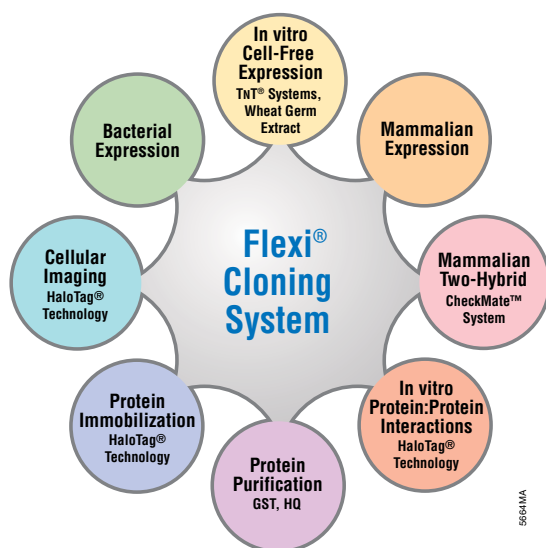 In vitro
Cell-Free
Expression
TNT® Systems,
Wheat Germ
Extract
Mammalian
Expression
Mammalian
Two-Hybrid
CheckMate™
System
In vitro
Protein:Protein
Interactions
HaloTag®
Technology
Protein
Purification
GST, HQ
Protein
Immobilization
HaloTag®
Technology
Cellular
Imaging
HaloTag®
Technology
Bacterial
Expression
Flexi®
Cloning
System
5664MA